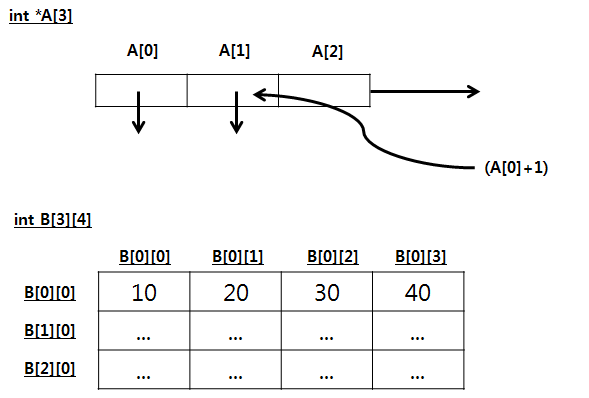 int *A[3]
A[0] A[1] A[2]
(A[0]+1)
int B[3][4]
B[0][0] B[0][1] B[0][2] B[0][3]
B[0][0] 10 20 30 40
B[1][0] ... ... ... ...
B[2][0] ... ... ... ...